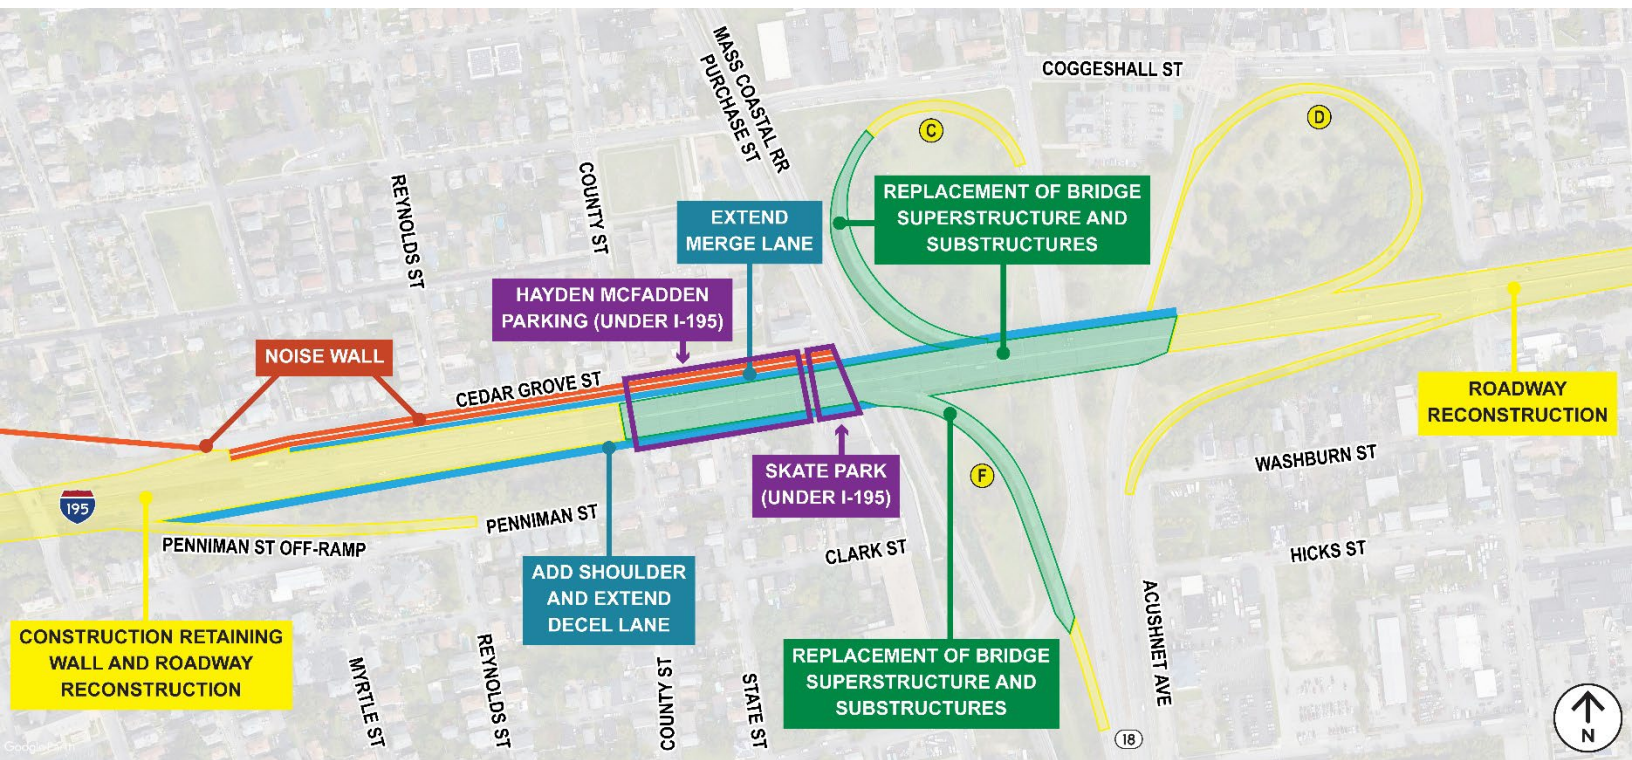 MASS COASTAL RR
PURCHASE ST
COGGESHALL ST
C
D
REYNOLDS ST
COUNTY ST
EXTEND
MERGE LANE
REPLACEMENT OF BRIDGE
SUPERSTRUCTURE AND
SUBSTRUCTURES
HAYDEN MCFADDEN
PARKING (UNDER I-195)
NOISE WALL
CEDAR GROVE ST
ROADWAY
RECONSTRUCTION
SKATE PARK
(UNDER I-195)
F
WASHBURN ST
195
PENNIMAN ST
PENNIMAN ST OFF-RAMP
CLARK ST
HICKS ST
ADD SHOULDER
AND EXTEND
DECEL LANE
ACUSHNET AVE
CONSTRUCTION RETAINING
WALL AND ROADWAY
RECONSTRUCTION
MYRTLE ST
REYNOLDS ST
COUNTY ST
STATE ST
REPLACEMENT OF BRIDGE
SUPERSTRUCTURE AND
SUBSTRUCTURES
18
N
Google Earth